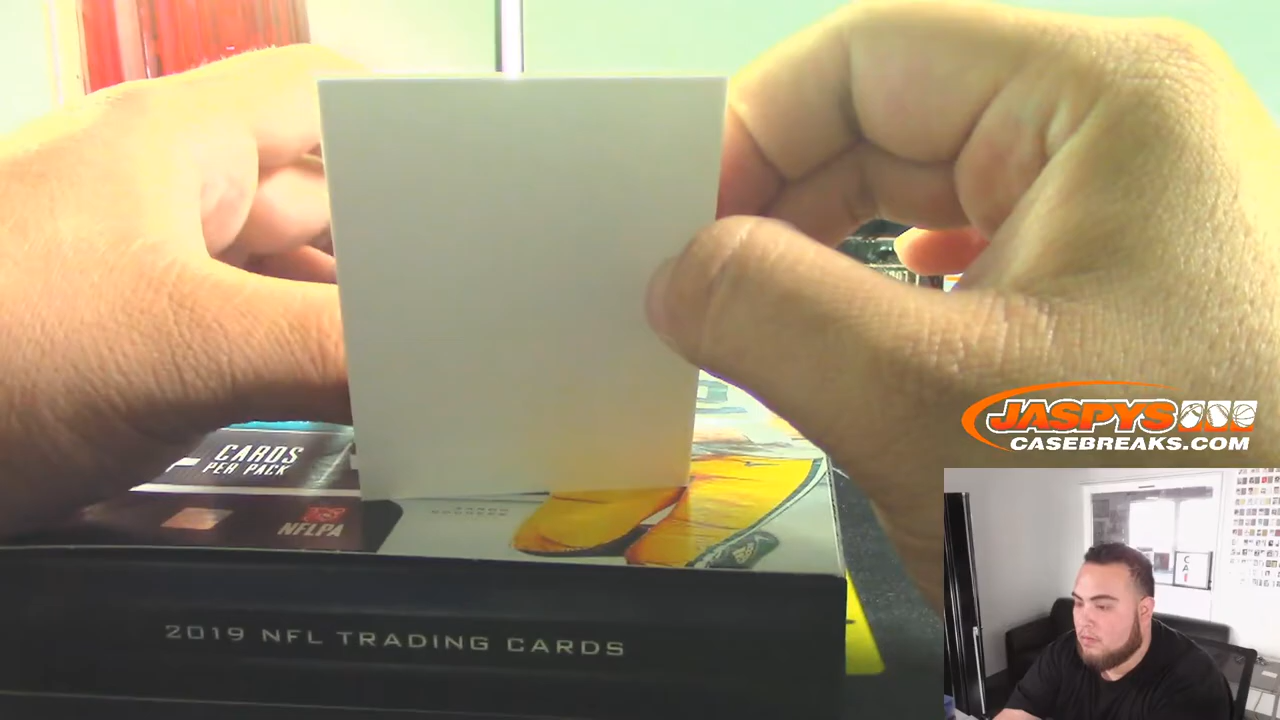 JASPYS
CASEBREAKS.COM
CARDS
PER PACK
NFLPA
2019 NFL TRADING CARDS